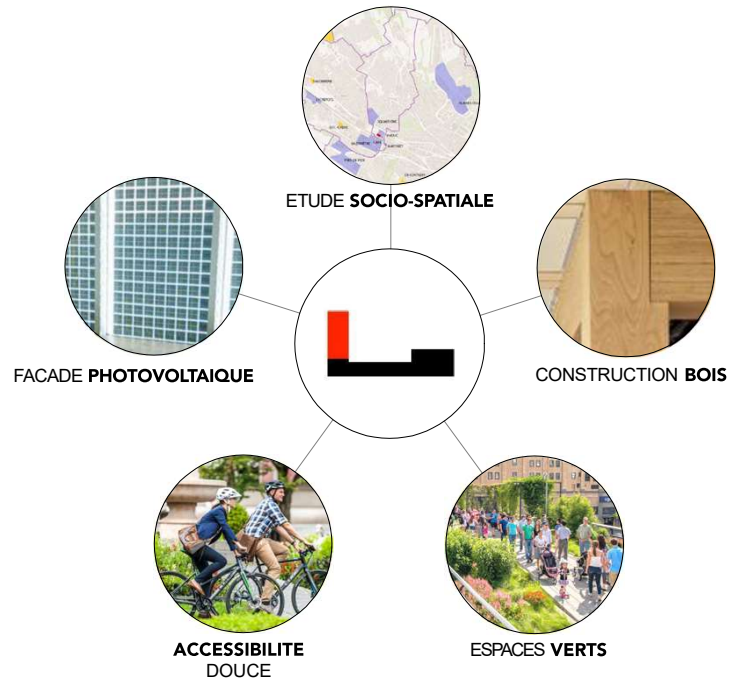 ETUDE SOCIO-SPATIALE
FACADE PHOTOVOLTAIQUE
CONSTRUCTION BOIS
ACCESSIBILITE
DOUCE
ESPACES VERTS